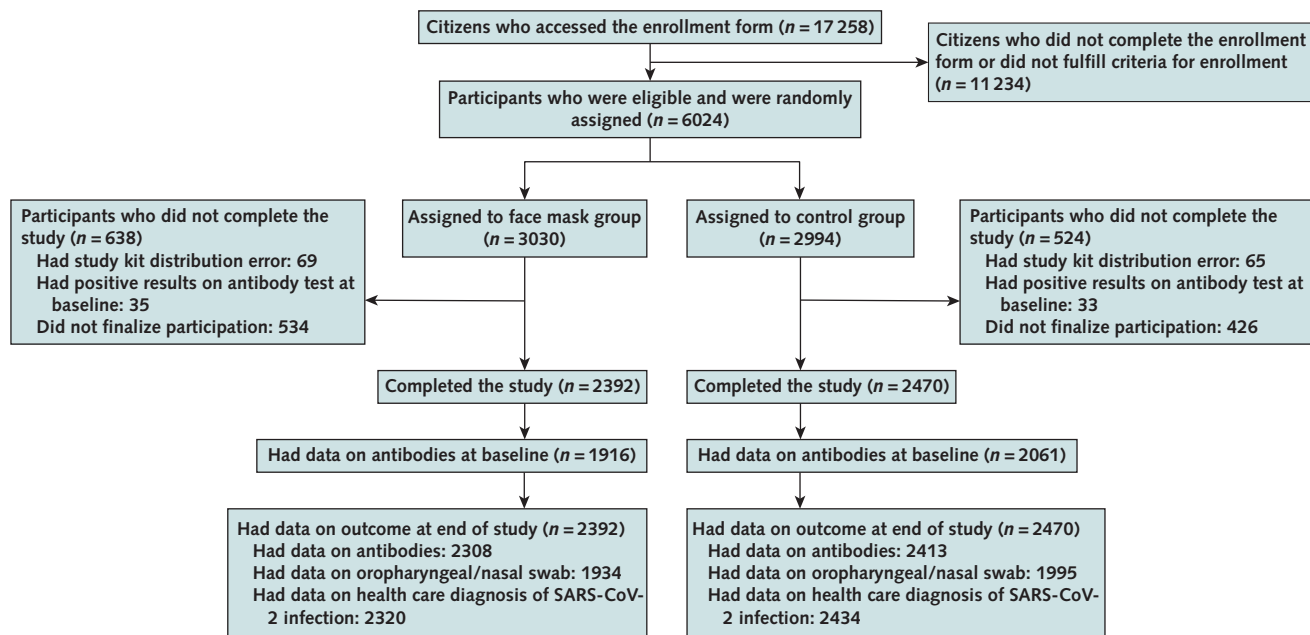 Citizens who accessed the enrollment form (n = 17 258)
Citizens who did not complete the enrollment
form or did not fulfill criteria for enrollment
(n = 11 234)
Participants who were eligible and were randomly
assigned (n = 6024)
Participants who did not complete the
study (n = 638)
Had study kit distribution error: 69
Had positive results on antibody test at
baseline: 35
Did not finalize participation: 534
Assigned to face mask group
(n = 3030)
Assigned to control group
(n = 2994)
Participants who did not complete the
study (n = 524)
Had study kit distribution error: 65
Had positive results on antibody test at
baseline: 33
Did not finalize participation: 426
Completed the study (n = 2392)
Completed the study (n = 2470)
Had data on antibodies at baseline (n = 1916)
Had data on antibodies at baseline (n = 2061)
Had data on outcome at end of study (n = 2392)
Had data on antibodies: 2308
Had data on oropharyngeal/nasal swab: 1934
Had data on health care diagnosis of SARS-CoV-
2 infection: 2320
Had data on outcome at end of study (n = 2470)
Had data on antibodies: 2413
Had data on oropharyngeal/nasal swab: 1995
Had data on health care diagnosis of SARS-CoV-
2 infection: 2434